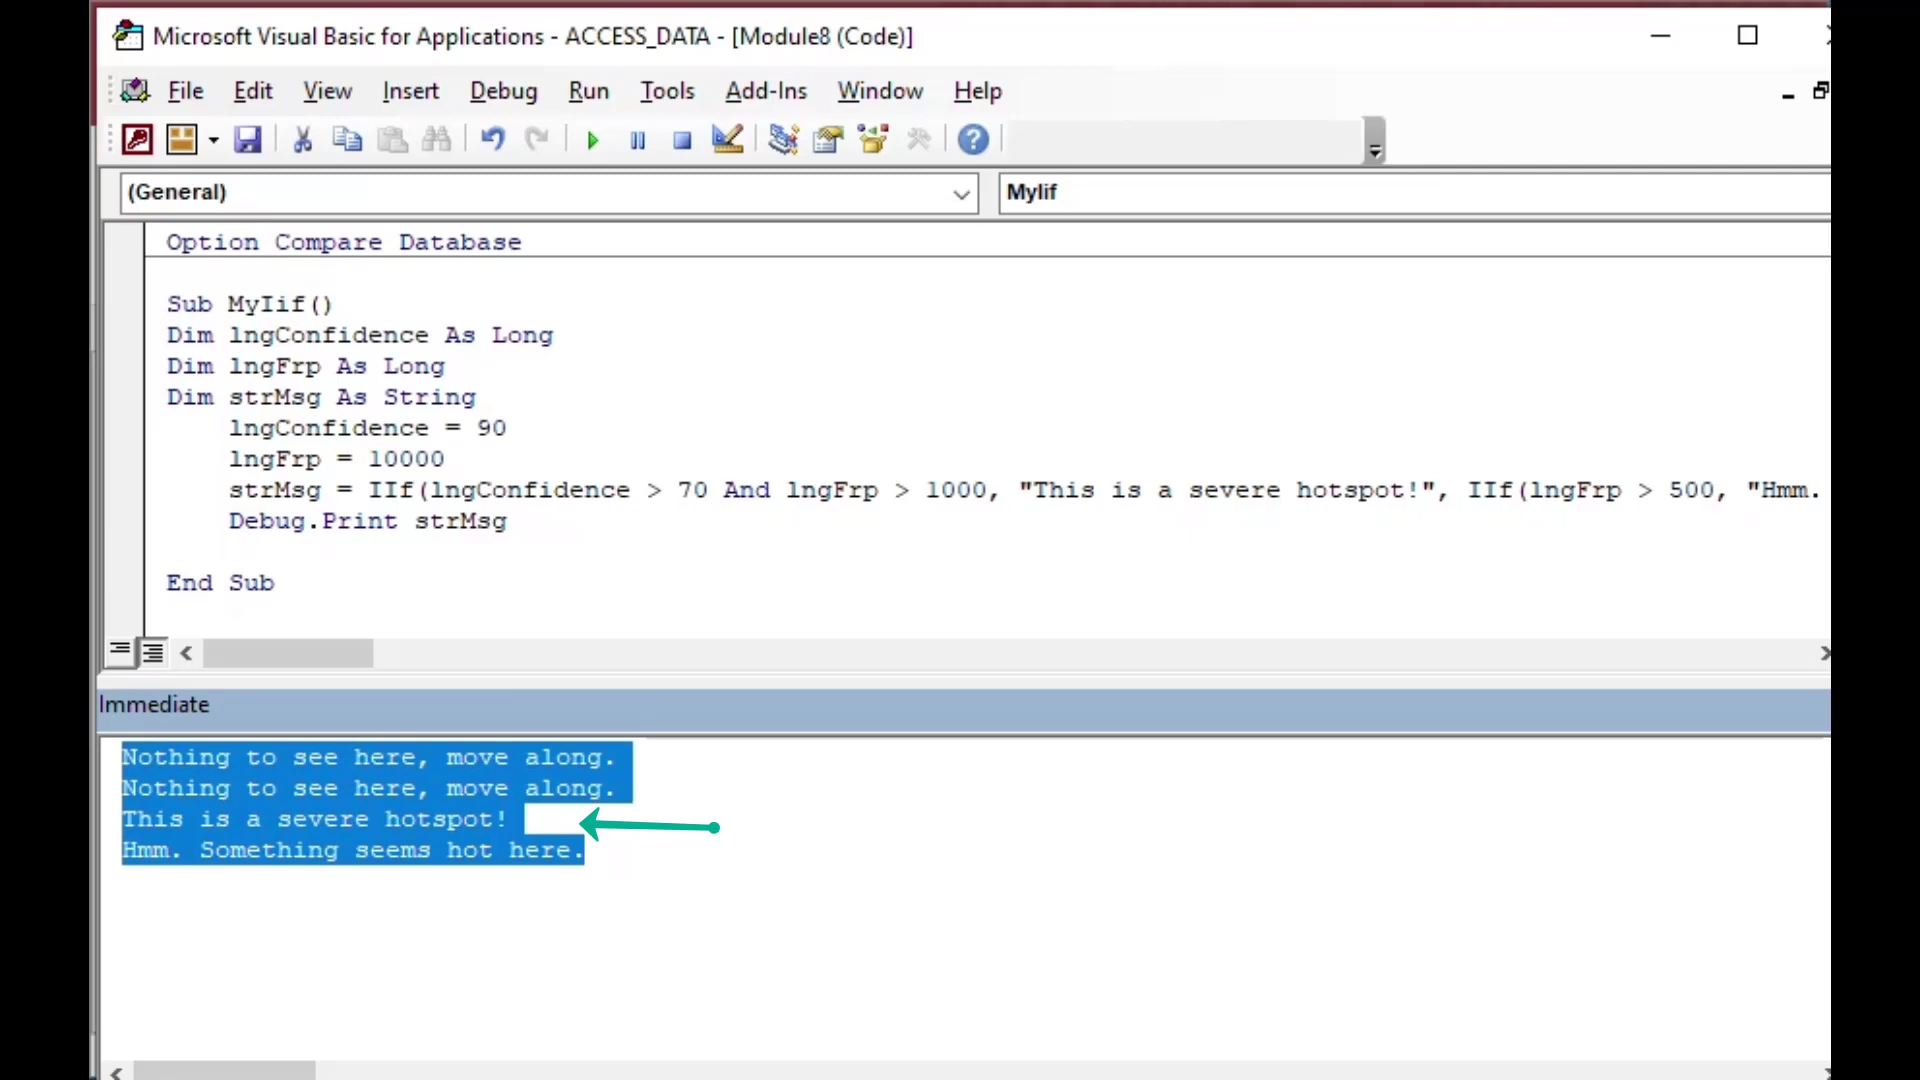 Microsoft Visual Basic for Applications - ACCESS_DATA - [Module8 (Code)]
File Edit View Insert Debug Run Tools Add-Ins Window Help
(General) MyIif
Option Compare Database
Sub MyIif()
Dim lngConfidence As Long
Dim lngFrp As Long
Dim strMsg As String
lngConfidence = 90
lngFrp = 10000
strMsg = IIf(lngConfidence > 70 And lngFrp > 1000, "This is a severe hotspot!", IIf(lngFrp > 500, "Hmm.
Debug.Print strMsg
End Sub
Immediate
Nothing to see here, move along.
Nothing to see here, move along.
This is a severe hotspot!
Hmm. Something seems hot here.